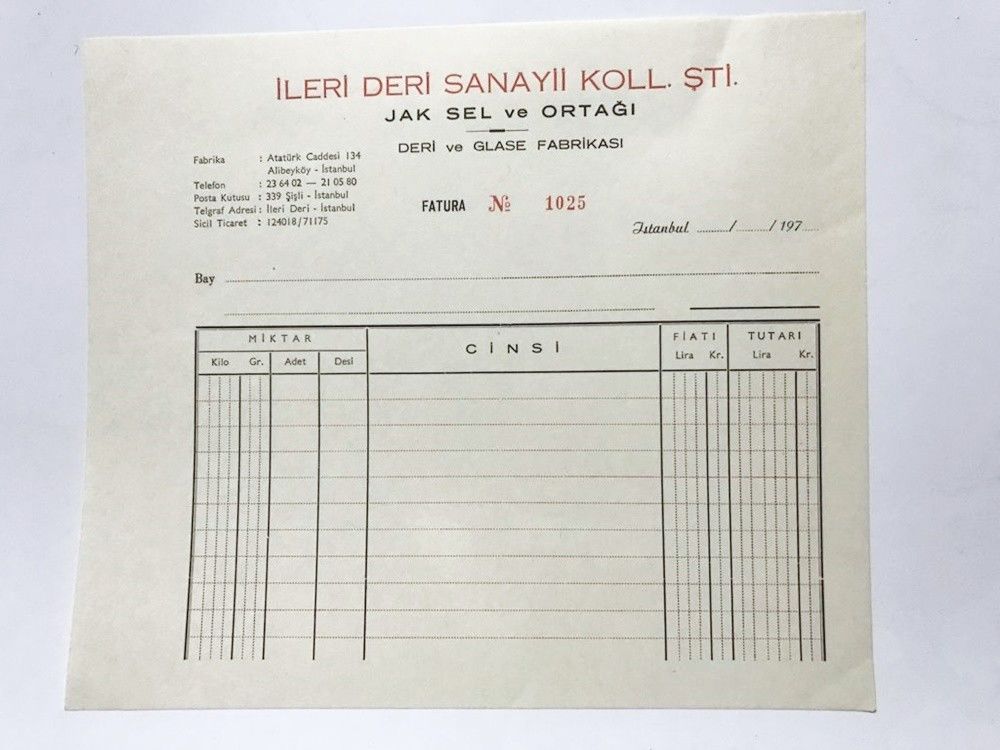 İLERİ DERİ SANAYİİ KOLL. ŞTİ.
JAK SEL ve ORTAĞI
DERİ ve GLASE FABRİKASI
Fabrika : Atatürk Caddesi 134
Alibeyköy - İstanbul
Telefon : 23 64 02 — 21 05 80
Posta Kutusu : 339 Şişli - İstanbul
Telgraf Adresi : İleri Deri - İstanbul
Sicil Ticaret : 124018/71175
FATURA № 1025
İstanbul ........../........../ 197.....
Bay
MİKTAR CİNSİ FİATI TUTARI
Kilo Gr. Adet Desi Lira Kr. Lira Kr.